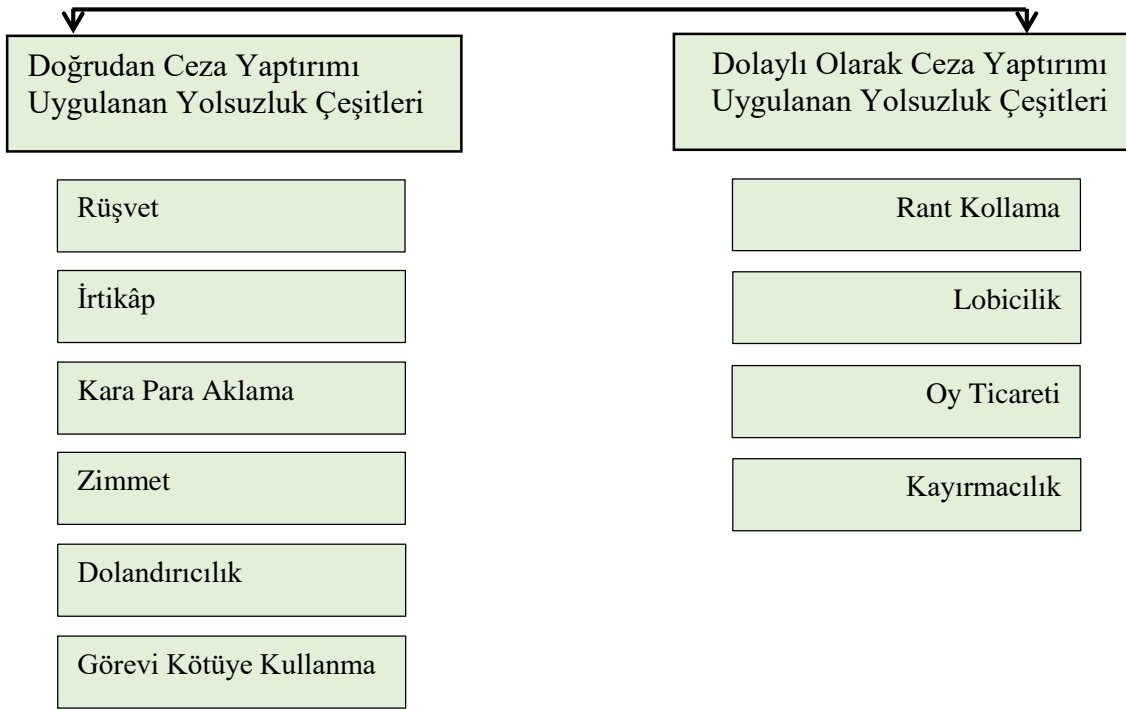 Doğrudan Ceza Yaptırımı
Uygulanan Yolsuzluk Çeşitleri
Rüşvet
İrtikâp
Kara Para Aklama
Zimmet
Dolandırıcılık
Görevi Kötüye Kullanma
Dolaylı Olarak Ceza Yaptırımı
Uygulanan Yolsuzluk Çeşitleri
Rant Kollama
Lobicilik
Oy Ticareti
Kayırmacılık